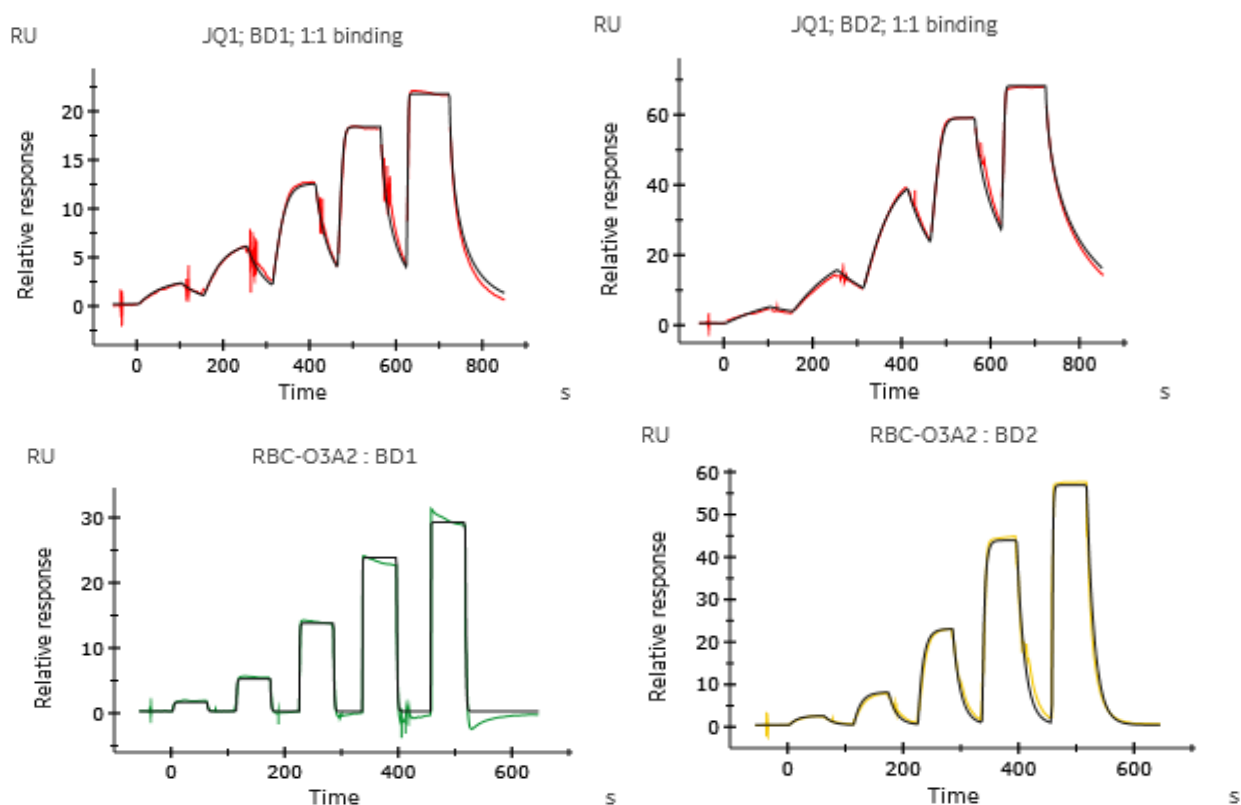 RU
JQ1; BD1; 1:1 binding
Relative response
20
15
10
5
0
0
200
400
600
800
Time
s
RU
JQ1; BD2; 1:1 binding
Relative response
60
40
20
0
0
200
400
600
800
Time
s
RU
RBC-O3A2 : BD1
Relative response
30
20
10
0
0
200
400
600
Time
s
RU
RBC-O3A2 : BD2
Relative response
60
50
40
30
20
10
0
0
200
400
600
Time
s